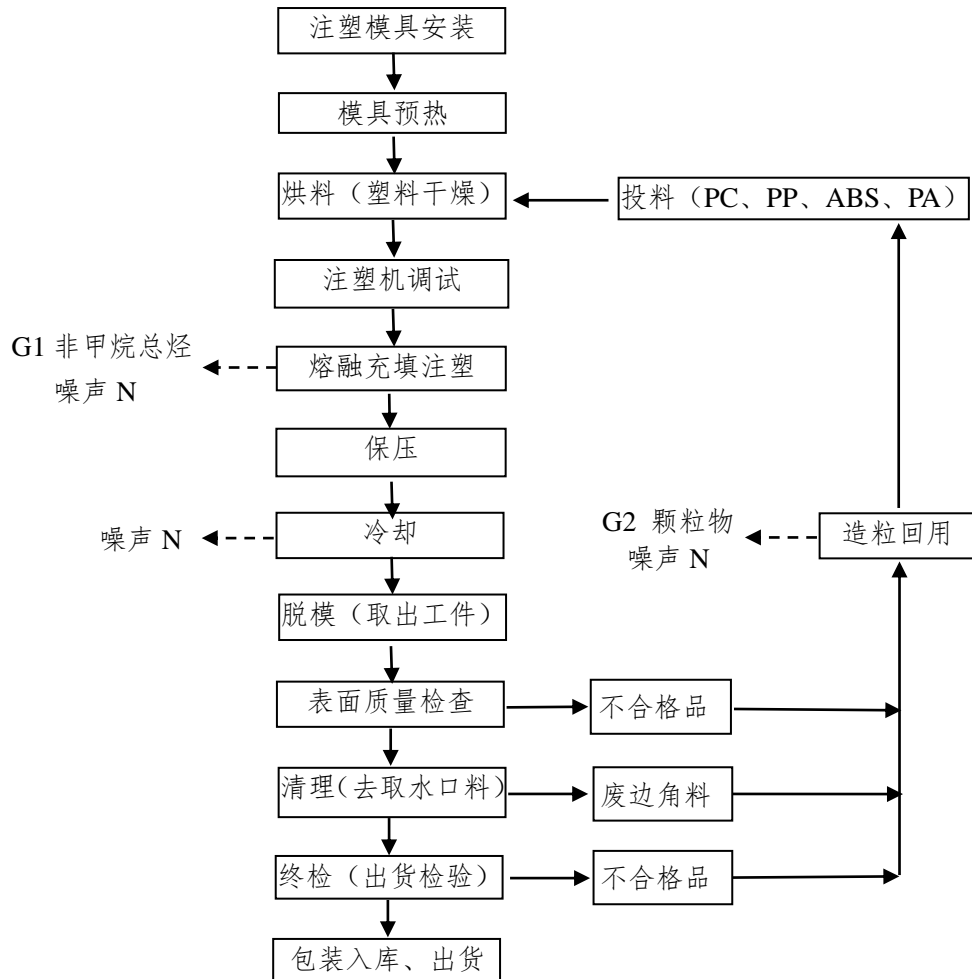 注塑模具安装
模具预热
烘料（塑料干燥）
投料（PC、PP、ABS、PA）
注塑机调试
G1 非甲烷总烃
噪声 N
熔融充填注塑
保压
噪声 N
冷却
G2 颗粒物
噪声 N
造粒回用
脱模（取出工件）
表面质量检查
不合格品
清理（去取水口料）
废边角料
终检（出货检验）
不合格品
包装入库、出货